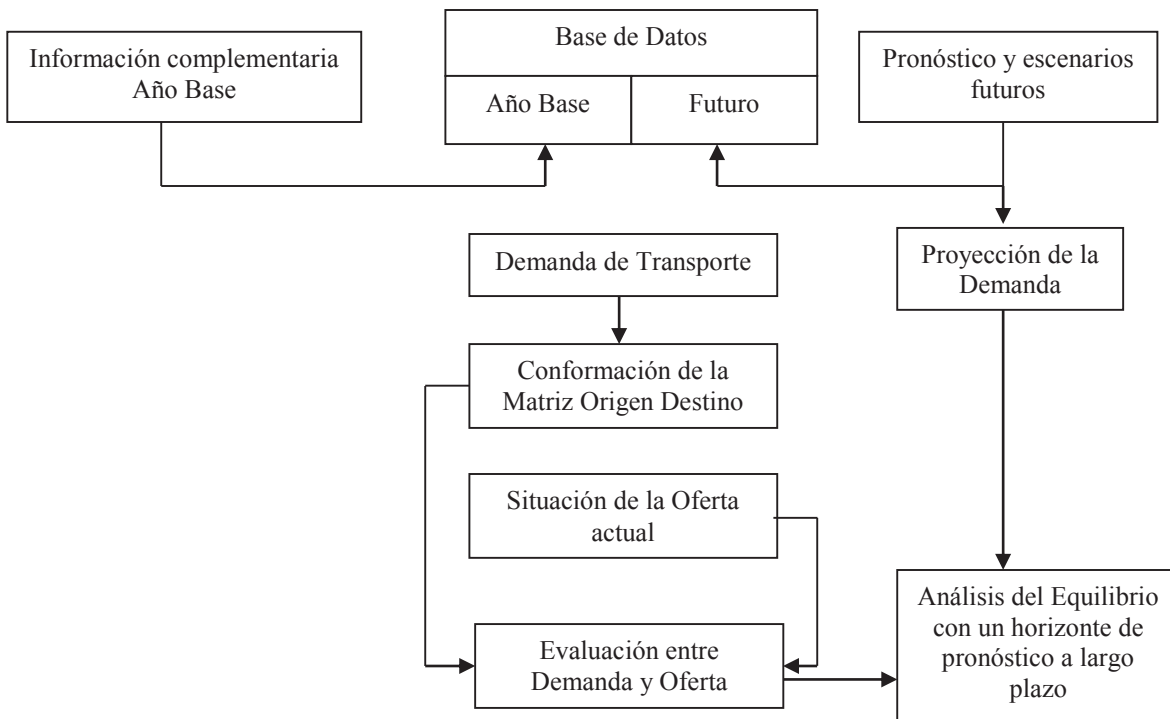 Información complementaria
Año Base
Base de Datos
Año Base
Futuro
Pronóstico y escenarios
futuros
Demanda de Transporte
Proyección de la
Demanda
Conformación de la
Matriz Origen Destino
Situación de la Oferta
actual
Evaluación entre
Demanda y Oferta
Análisis del Equilibrio
con un horizonte de
pronóstico a largo
plazo